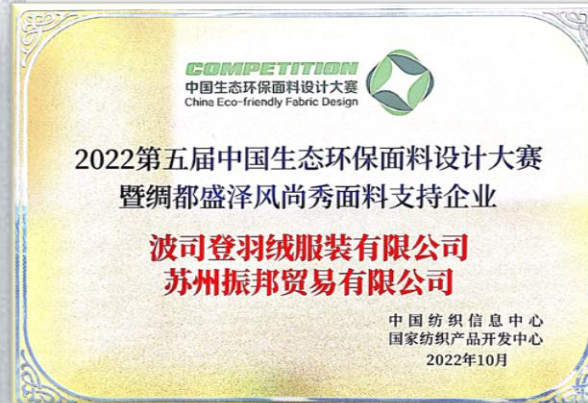 COMPETITION
中国生态环保面料设计大赛
China Eco-friendly Fabric Design
2022第五届中国生态环保面料设计大赛
暨绸都盛泽风尚秀面料支持企业
波司登羽绒服装有限公司
苏州振邦贸易有限公司
中国纺织信息中心
国家纺织产品开发中心
2022年10月